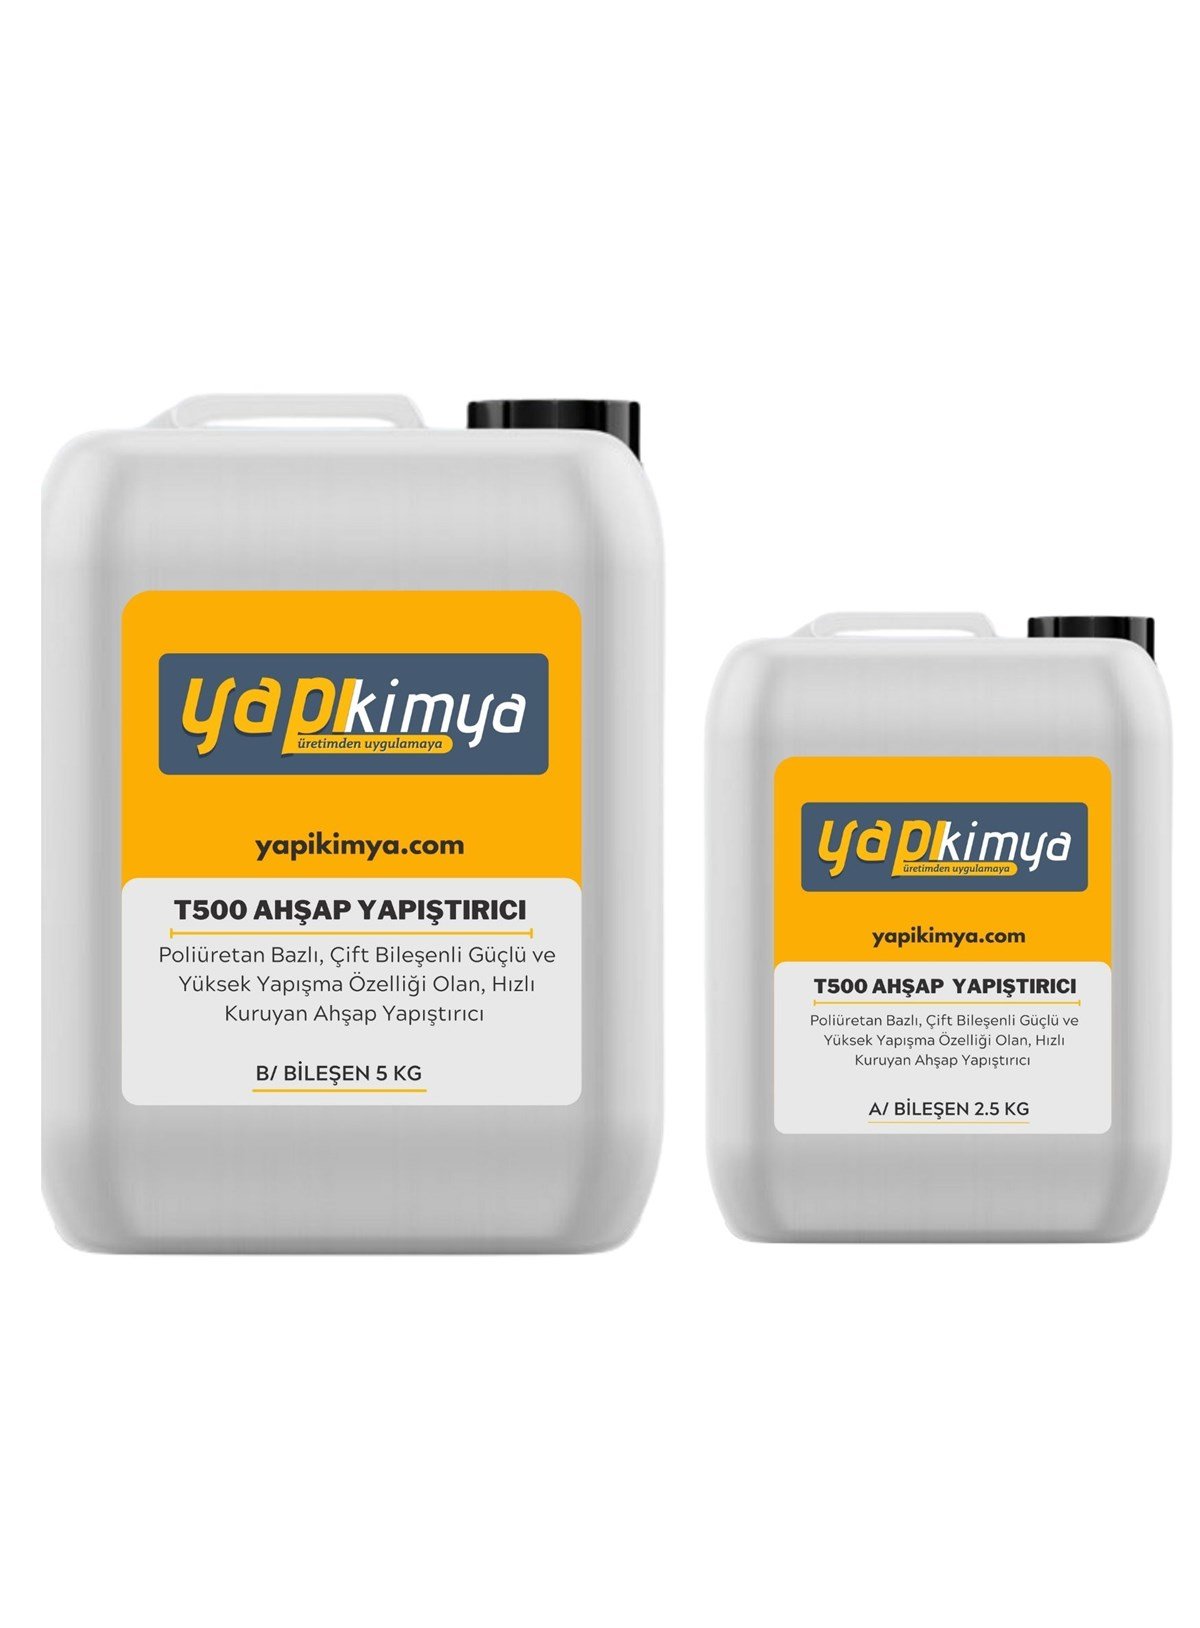 yapıkimya
üretimden uygulamaya
yapikimya.com
T500 AHŞAP YAPIŞTIRICI
Poliüretan Bazlı, Çift Bileşenli Güçlü ve
Yüksek Yapışma Özelliği Olan, Hızlı
Kuruyan Ahşap Yapıştırıcı
B/ BİLEŞEN 5 KG
yapıkimya
üretimden uygulamaya
yapikimya.com
T500 AHŞAP YAPIŞTIRICI
Poliüretan Bazlı, Çift Bileşenli Güçlü ve
Yüksek Yapışma Özelliği Olan, Hızlı
Kuruyan Ahşap Yapıştırıcı
A/ BİLEŞEN 2.5 KG